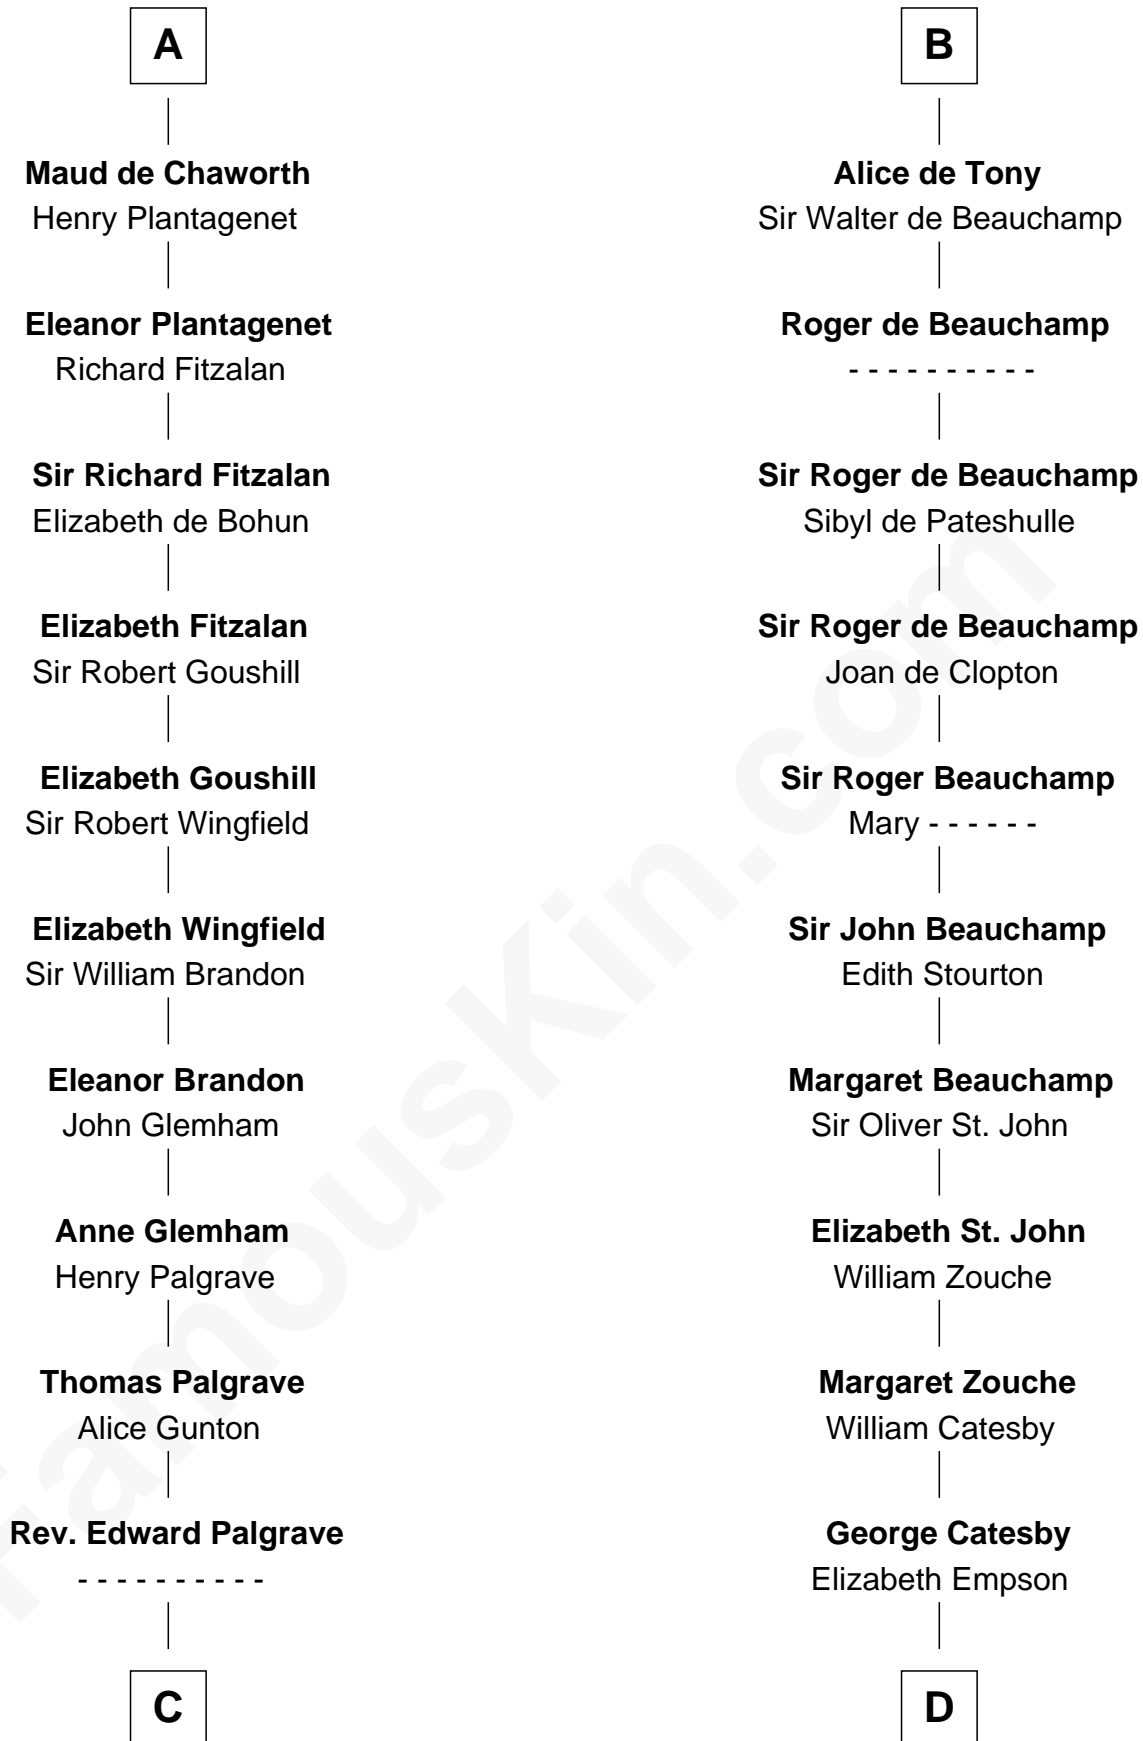 A
Maud de Chaworth
Henry Plantagenet
Eleanor Plantagenet
Richard Fitzalan
Sir Richard Fitzalan
Elizabeth de Bohun
Elizabeth Fitzalan
Sir Robert Goushill
Elizabeth Goushill
Sir Robert Wingfield
Elizabeth Wingfield
Sir William Brandon
Eleanor Brandon
John Glemham
Anne Glemham
Henry Palgrave
Thomas Palgrave
Alice Gunton
Rev. Edward Palgrave
- - - - - - - - - -
C
B
Alice de Tony
Sir Walter de Beauchamp
Roger de Beauchamp
- - - - - - - - - -
Sir Roger de Beauchamp
Sibyl de Pateshulle
Sir Roger de Beauchamp
Joan de Clopton
Sir Roger Beauchamp
Mary - - - - - -
Sir John Beauchamp
Edith Stourton
Margaret Beauchamp
Sir Oliver St. John
Elizabeth St. John
William Zouche
Margaret Zouche
William Catesby
George Catesby
Elizabeth Empson
D
FamousKin.com